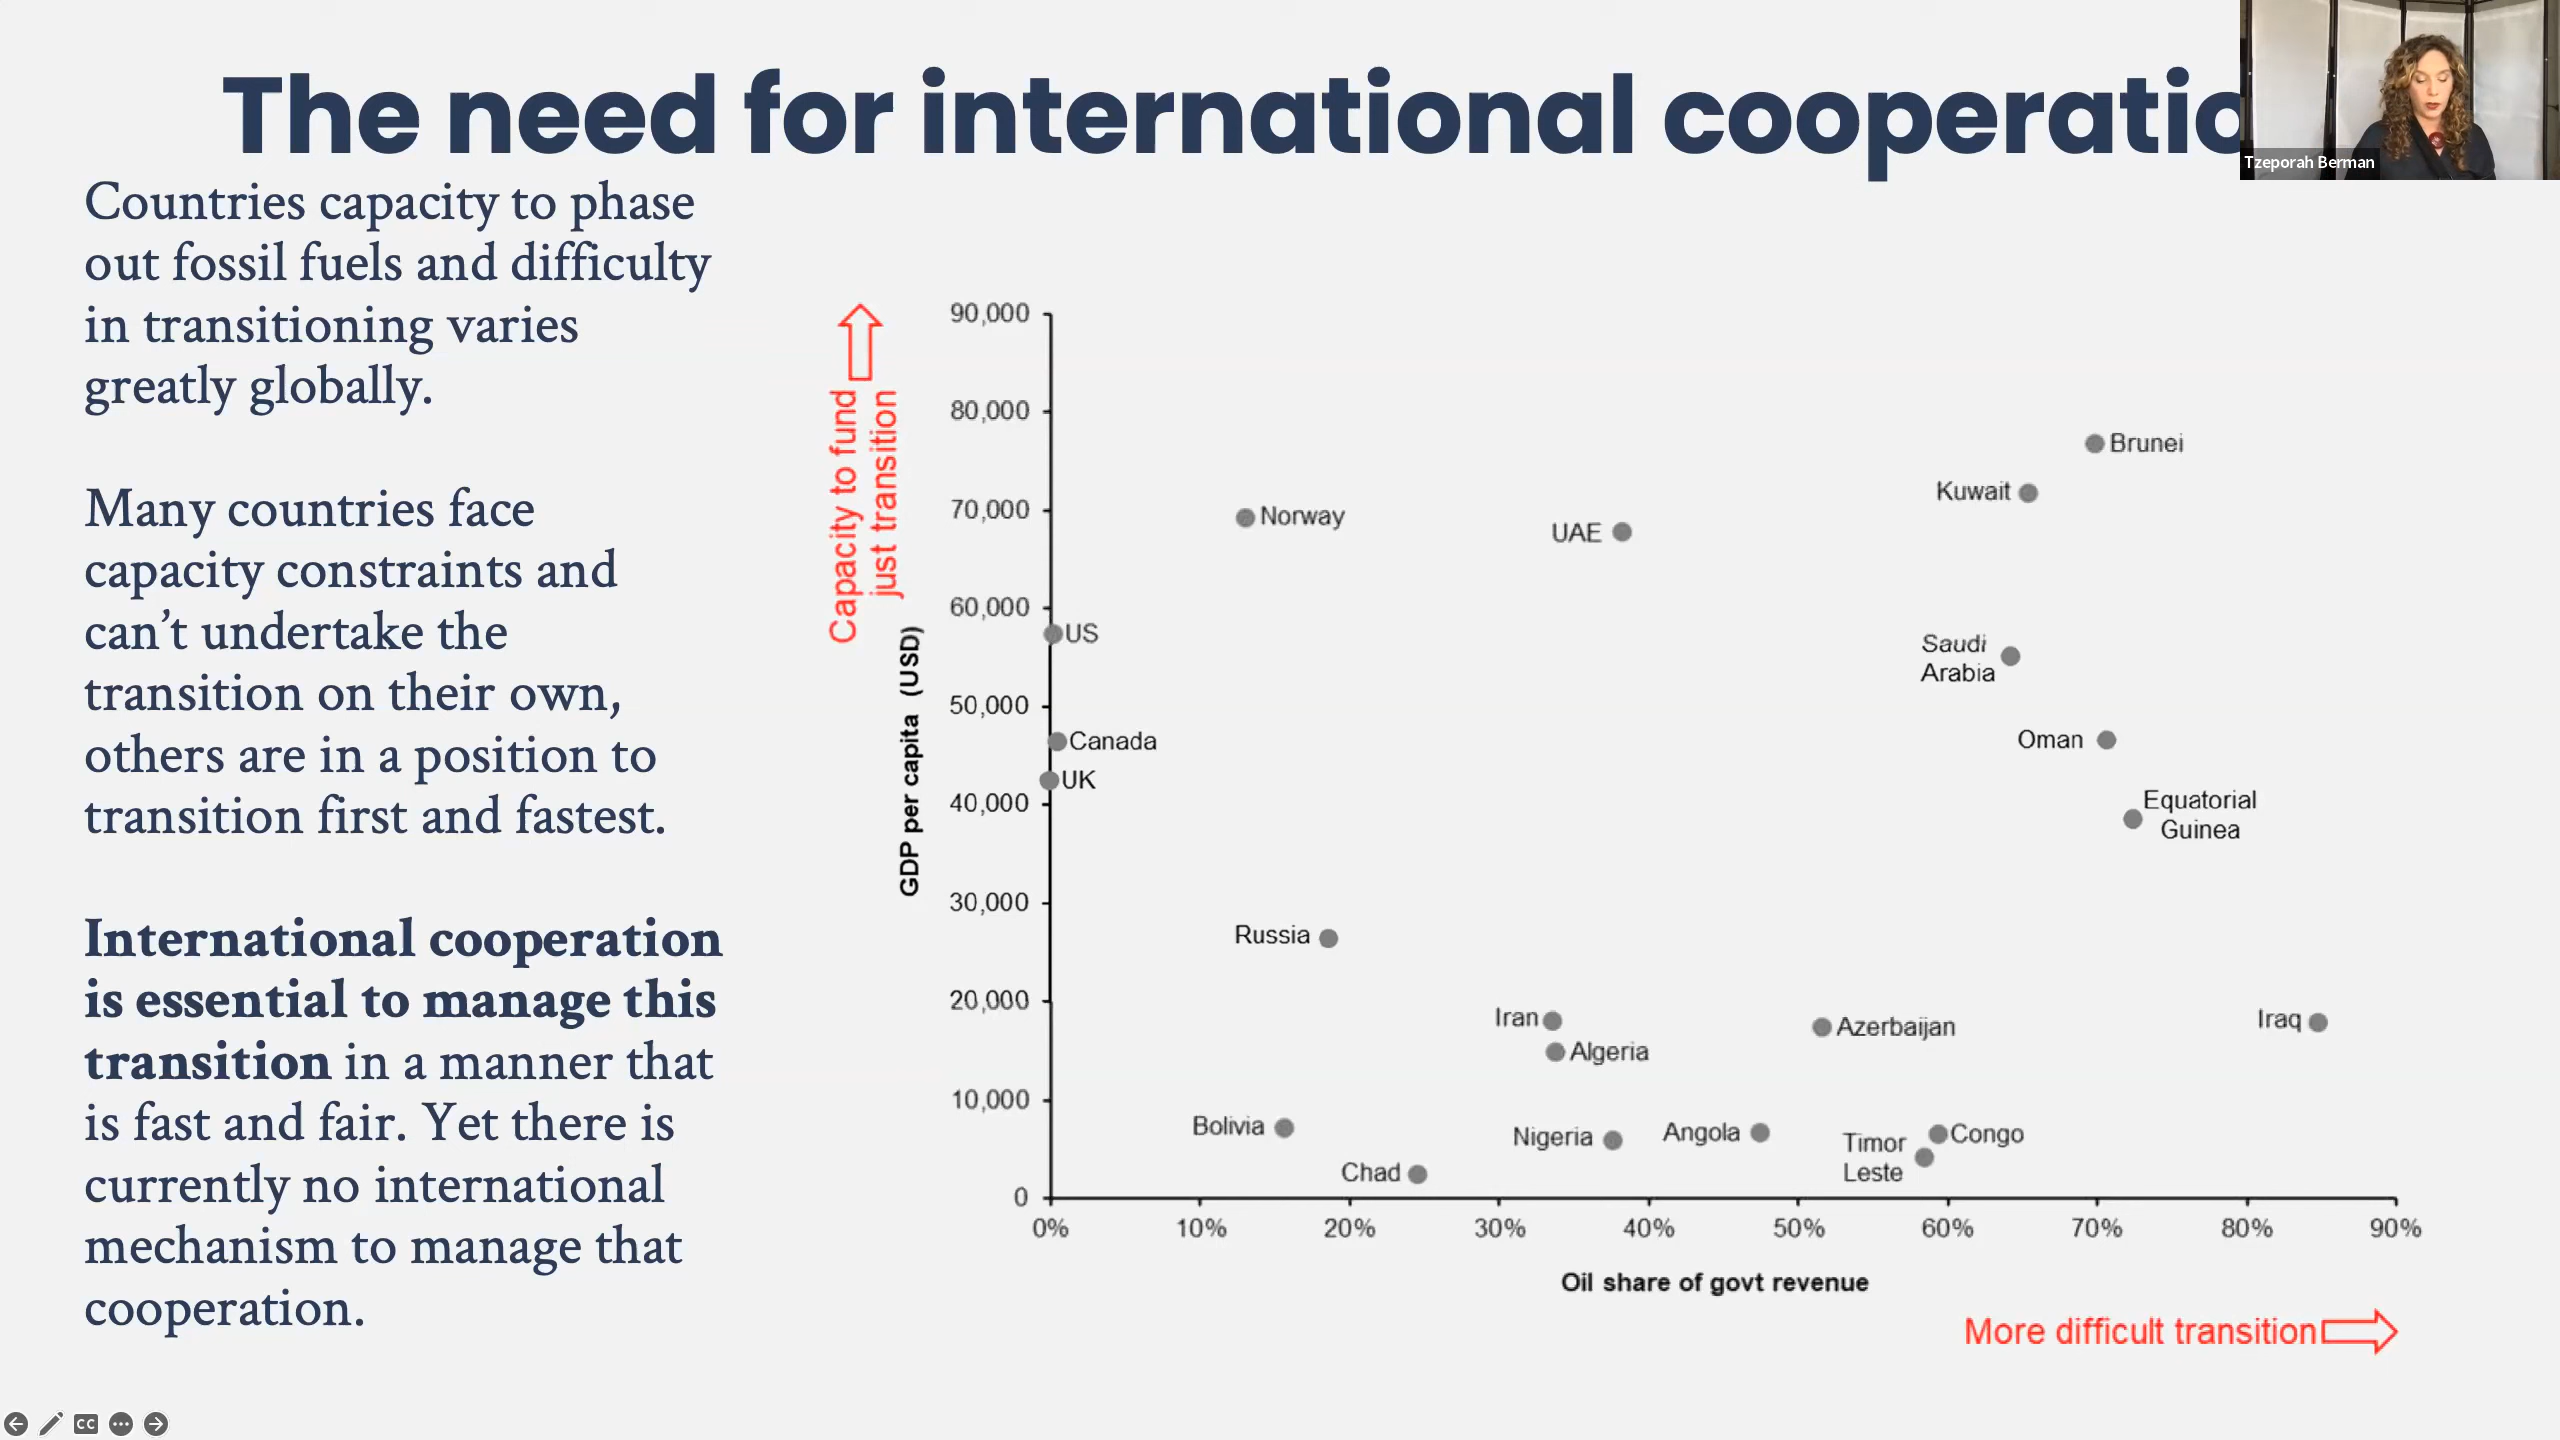 The need for international cooperatio
Tzeporah Berman
Countries capacity to phase
out fossil fuels and difficulty
in transitioning varies
greatly globally.
Many countries face
capacity constraints and
can’t undertake the
transition on their own,
others are in a position to
transition first and fastest.
International cooperation
is essential to manage this
transition in a manner that
is fast and fair. Yet there is
currently no international
mechanism to manage that
cooperation.
Capacity to fund
just transition
GDP per capita (USD)
90,000
80,000
70,000
60,000
50,000
40,000
30,000
20,000
10,000
0
Brunei
Kuwait
Norway
UAE
US
Saudi
Arabia
Canada
Oman
UK
Equatorial
Guinea
Russia
Iran
Algeria
Azerbaijan
Iraq
Bolivia
Nigeria
Angola
Congo
Timor
Leste
Chad
0% 10% 20% 30% 40% 50% 60% 70% 80% 90%
Oil share of govt revenue
More difficult transition
CC